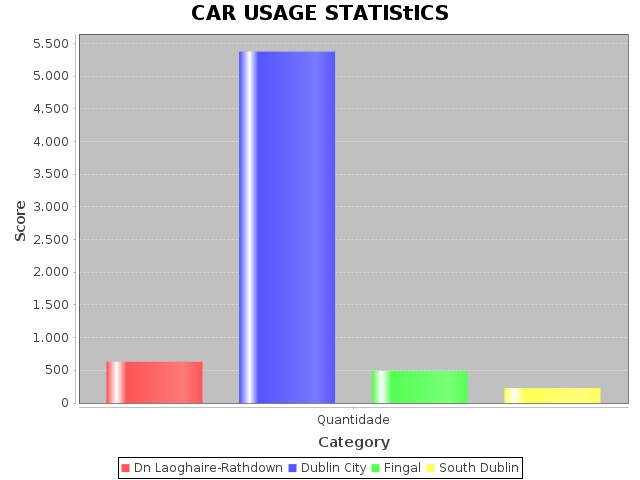 CAR USAGE STATIStICS
5.500
5.000
4.500
4.000
3.500
3.000
2.500
2.000
1.500
1.000
500
0
Score
Quantidade
Category
Dn Laoghaire-Rathdown Dublin City Fingal South Dublin